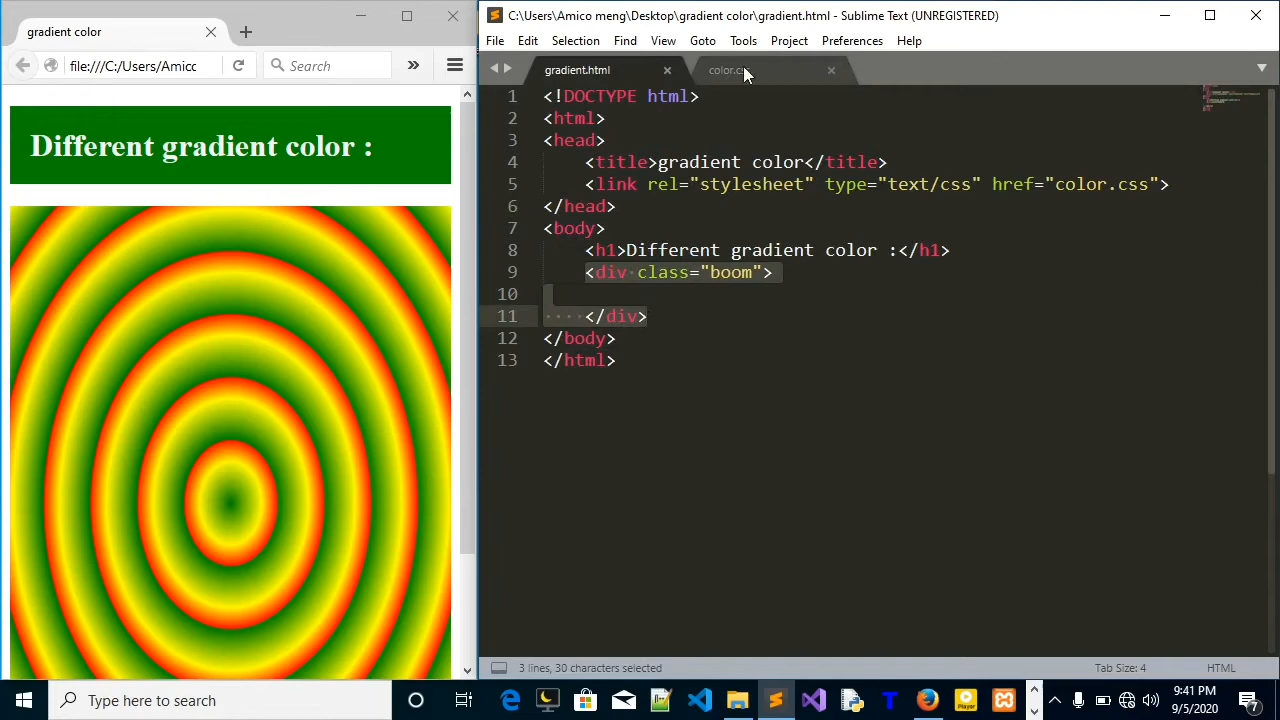 gradient color
file:///C:/Users/Amicc
Search
Different gradient color :
C:\Users\Amico meng\Desktop\gradient color\gradient.html - Sublime Text (UNREGISTERED)
File Edit Selection Find View Goto Tools Project Preferences Help
gradient.html
1 <!DOCTYPE html>
2 <html>
3 <head>
4 <title>gradient color</title>
5 <link rel="stylesheet" type="text/css" href="color.css">
6 </head>
7 <body>
8 <h1>Different gradient color :</h1>
9 <div class="boom">
10
11 </div>
12 </body>
13 </html>
3 lines, 30 characters selected
Tab Size: 4
HTML
Type here to search
Player
9:41 PM
9/5/2020
7